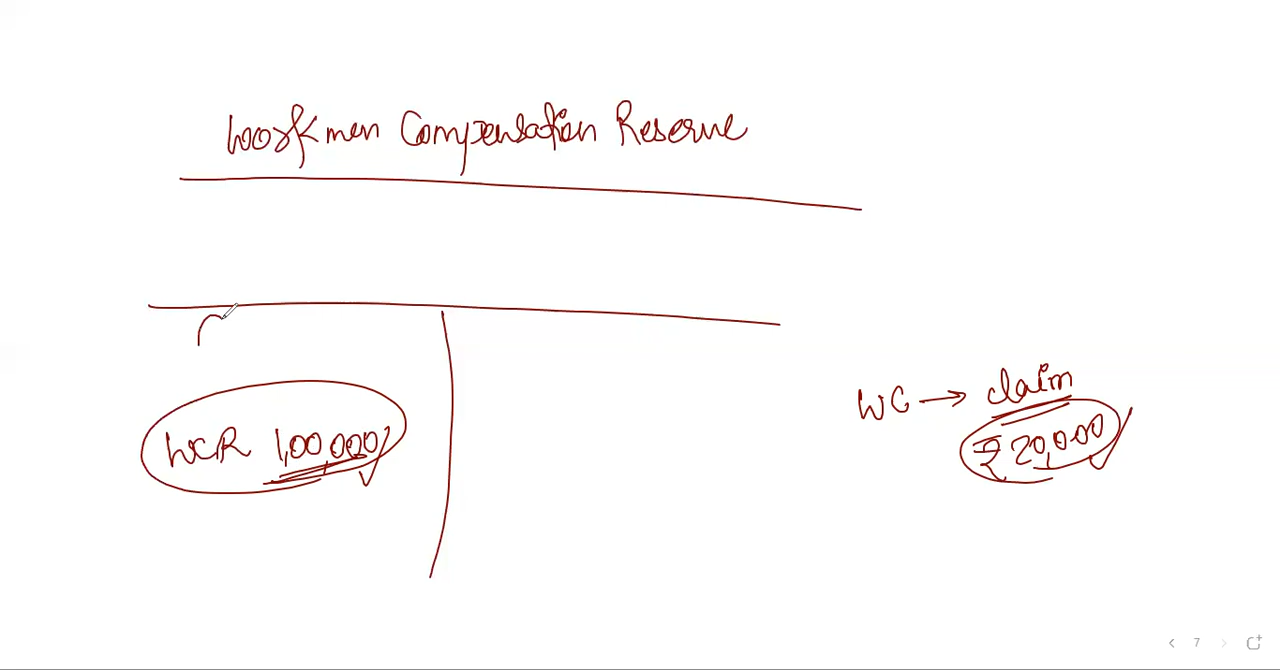 Workmen Compensation Reserve
WC → claim
₹ 20,000
WCR 1,00,000
7